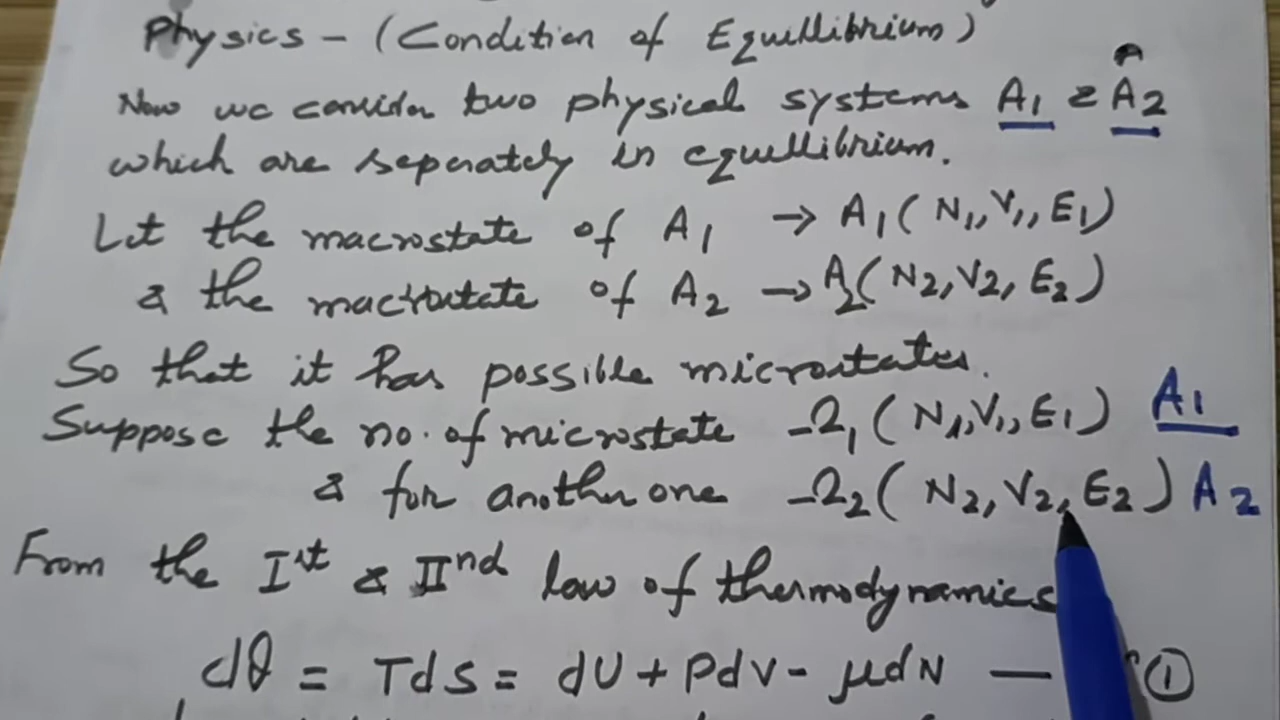 Physics - (Condition of Equillibrium)
Now we consider two physical systems A1 & A2
which are seperately in equillibrium.
Let the macrostate of A1 → A1(N1,V1,E1)
& the macrostate of A2 → A2(N2,V2,E2)
So that it has possible microstates.
Suppose the no. of microstate Ω1(N1,V1,E1) A1
& for another one Ω2(N2,V2,E2) A2
From the Ist & IInd law of thermodynamics
dQ = Tds = dU + PdV - μdN — ①